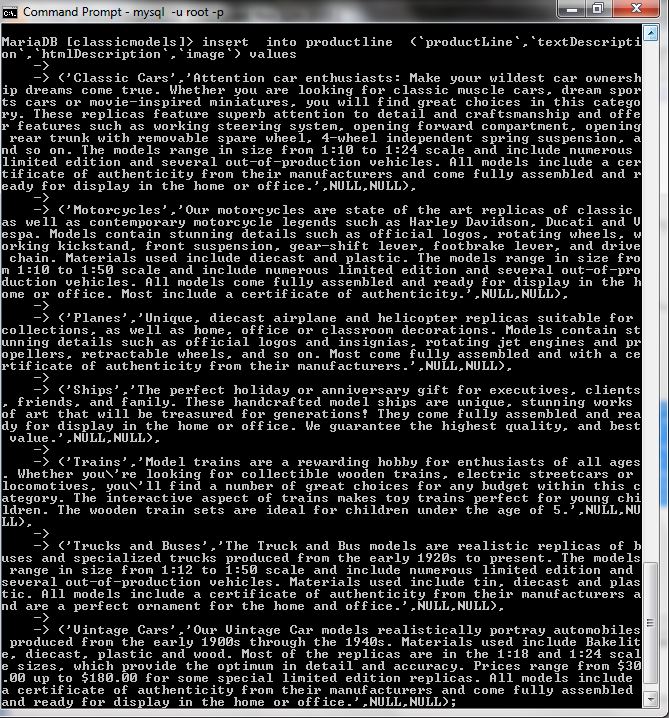 Command Prompt - mysql  -u root -p
MariaDB [classicmodels]> insert  into productline  (`productLine`,`textDescripti
on`,`htmlDescription`,`image`) values
    ->
    -> ('Classic Cars','Attention car enthusiasts: Make your wildest car ownersh
ip dreams come true. Whether you are looking for classic muscle cars, dream spor
ts cars or movie-inspired miniatures, you will find great choices in this catego
ry. These replicas feature superb attention to detail and craftsmanship and offe
r features such as working steering system, opening forward compartment, opening
 rear trunk with removable spare wheel, 4-wheel independent spring suspension, a
nd so on. The models range in size from 1:10 to 1:24 scale and include numerous
limited edition and several out-of-production vehicles. All models include a cer
tificate of authenticity from their manufacturers and come fully assembled and r
eady for display in the home or office.',NULL,NULL),
    ->
    -> ('Motorcycles','Our motorcycles are state of the art replicas of classic
as well as contemporary motorcycle legends such as Harley Davidson, Ducati and V
espa. Models contain stunning details such as official logos, rotating wheels, w
orking kickstand, front suspension, gear-shift lever, footbrake lever, and drive
 chain. Materials used include diecast and plastic. The models range in size fro
m 1:10 to 1:50 scale and include numerous limited edition and several out-of-pro
duction vehicles. All models come fully assembled and ready for display in the h
ome or office. Most include a certificate of authenticity.',NULL,NULL),
    ->
    -> ('Planes','Unique, diecast airplane and helicopter replicas suitable for
collections, as well as home, office or classroom decorations. Models contain st
unning details such as official logos and insignias, rotating jet engines and pr
opellers, retractable wheels, and so on. Most come fully assembled and with a ce
rtificate of authenticity from their manufacturers.',NULL,NULL),
    ->
    -> ('Ships','The perfect holiday or anniversary gift for executives, clients
, friends, and family. These handcrafted model ships are unique, stunning works
of art that will be treasured for generations! They come fully assembled and rea
dy for display in the home or office. We guarantee the highest quality, and best
 value.',NULL,NULL),
    ->
    -> ('Trains','Model trains are a rewarding hobby for enthusiasts of all ages
. Whether you\'re looking for collectible wooden trains, electric streetcars or
locomotives, you\'ll find a number of great choices for any budget within this c
ategory. The interactive aspect of trains makes toy trains perfect for young chi
ldren. The wooden train sets are ideal for children under the age of 5.',NULL,NU
LL),
    ->
    -> ('Trucks and Buses','The Truck and Bus models are realistic replicas of b
uses and specialized trucks produced from the early 1920s to present. The models
 range in size from 1:12 to 1:50 scale and include numerous limited edition and
several out-of-production vehicles. Materials used include tin, diecast and plas
tic. All models include a certificate of authenticity from their manufacturers a
nd are a perfect ornament for the home and office.',NULL,NULL),
    ->
    -> ('Vintage Cars','Our Vintage Car models realistically portray automobiles
 produced from the early 1900s through the 1940s. Materials used include Bakelit
e, diecast, plastic and wood. Most of the replicas are in the 1:18 and 1:24 scal
e sizes, which provide the optimum in detail and accuracy. Prices range from $30
.00 up to $180.00 for some special limited edition replicas. All models include
a certificate of authenticity from their manufacturers and come fully assembled
and ready for display in the home or office.',NULL,NULL);